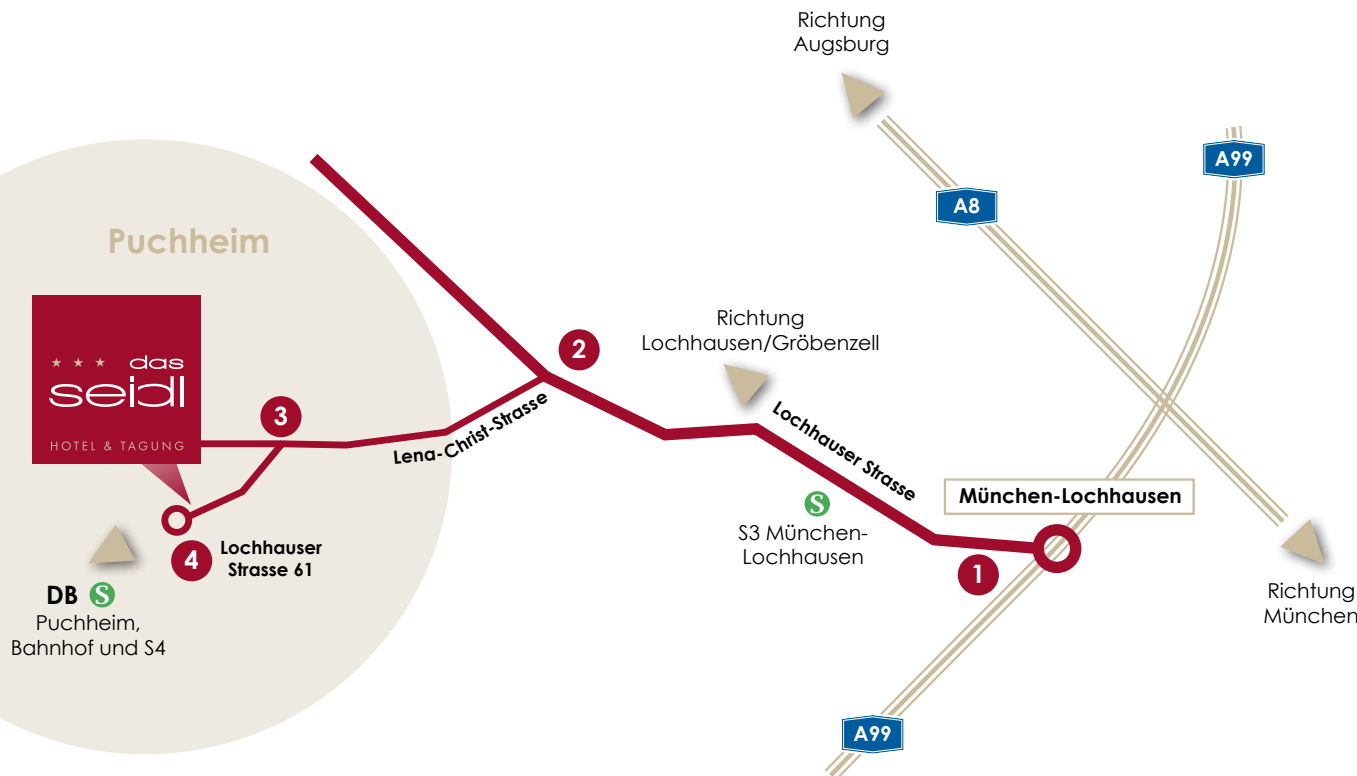 Richtung
Augsburg
A99
A8
Puchheim
★ ★ ★ das
seidl
HOTEL & TAGUNG
Richtung
Lochhausen/Gröbenzell
2
3
Lena-Christ-Strasse
Lochhauser Strasse
München-Lochhausen
S
S3 München-
Lochhausen
1
4
Lochhauser
Strasse 61
DB S
Puchheim,
Bahnhof und S4
Richtung
München
A99